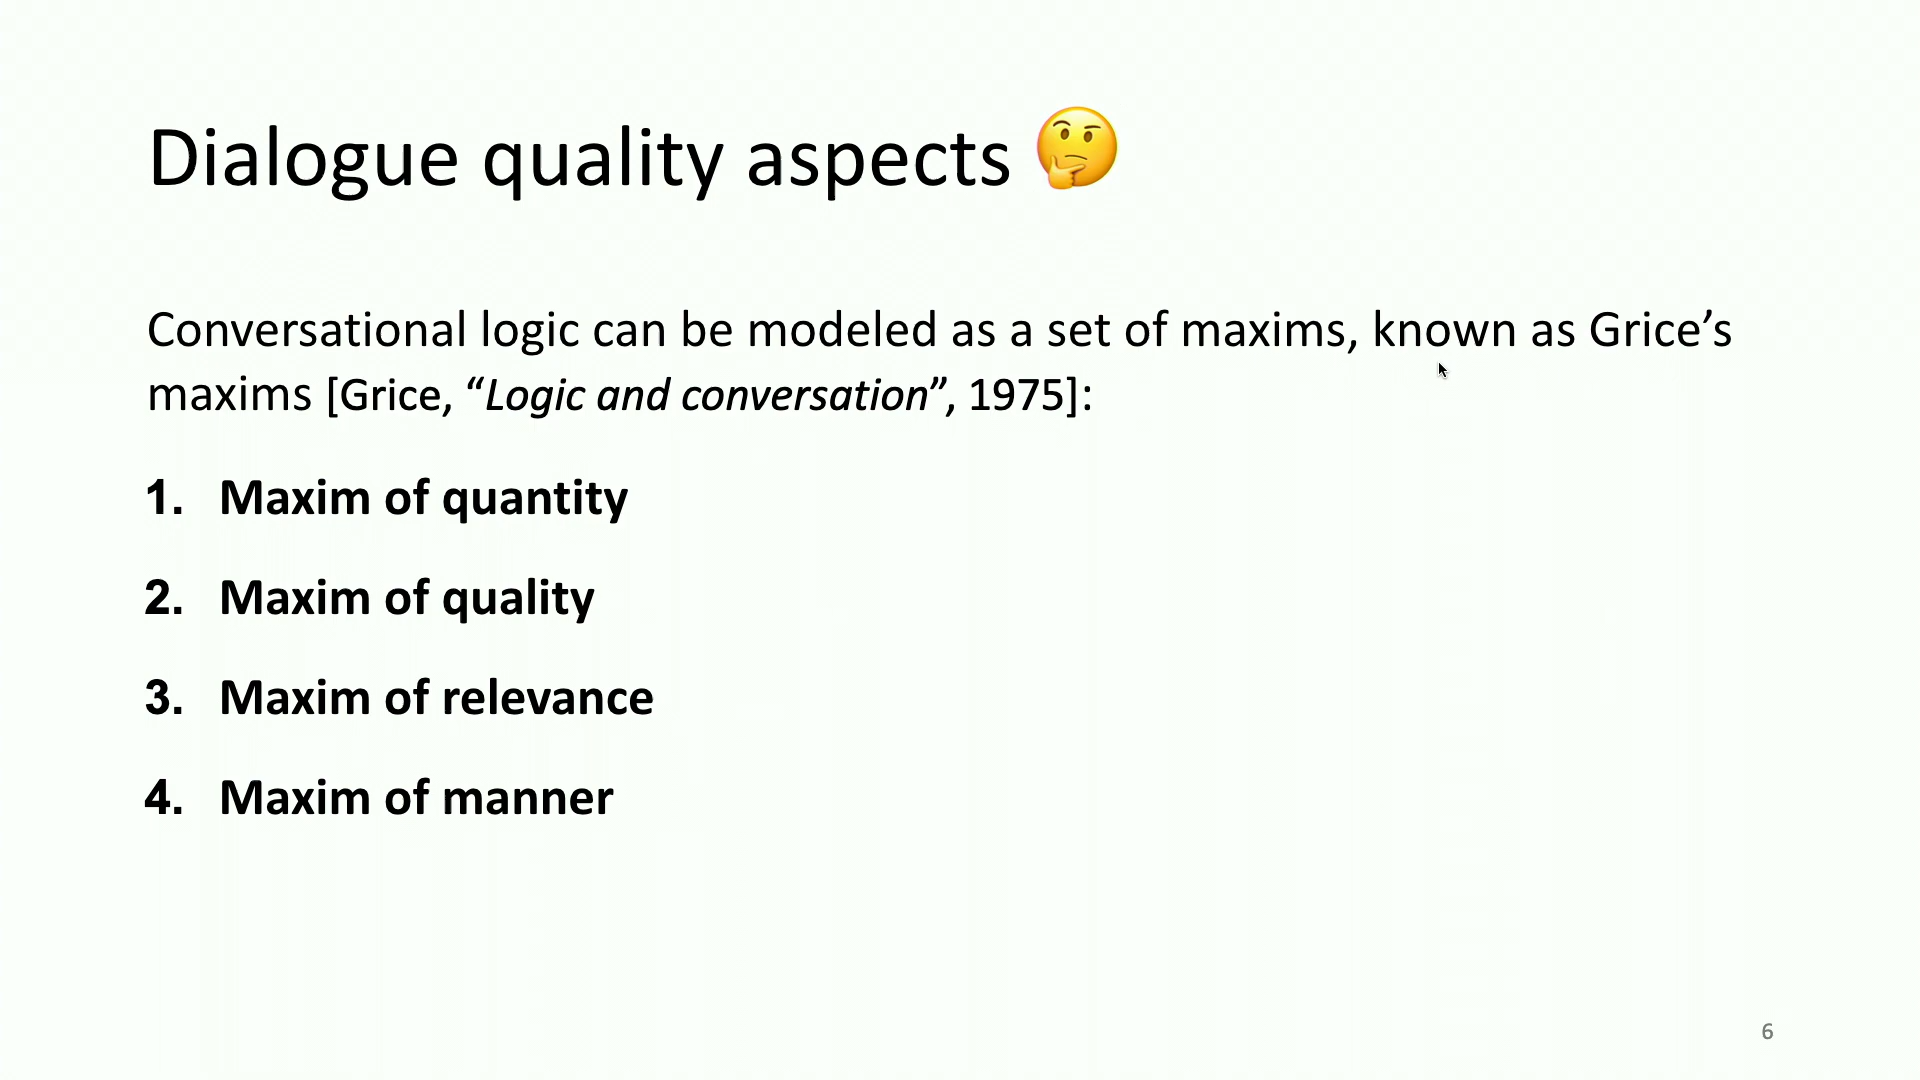 Dialogue quality aspects 🤔
Conversational logic can be modeled as a set of maxims, known as Grice’s
maxims [Grice, “Logic and conversation”, 1975]:
1. Maxim of quantity
2. Maxim of quality
3. Maxim of relevance
4. Maxim of manner
6